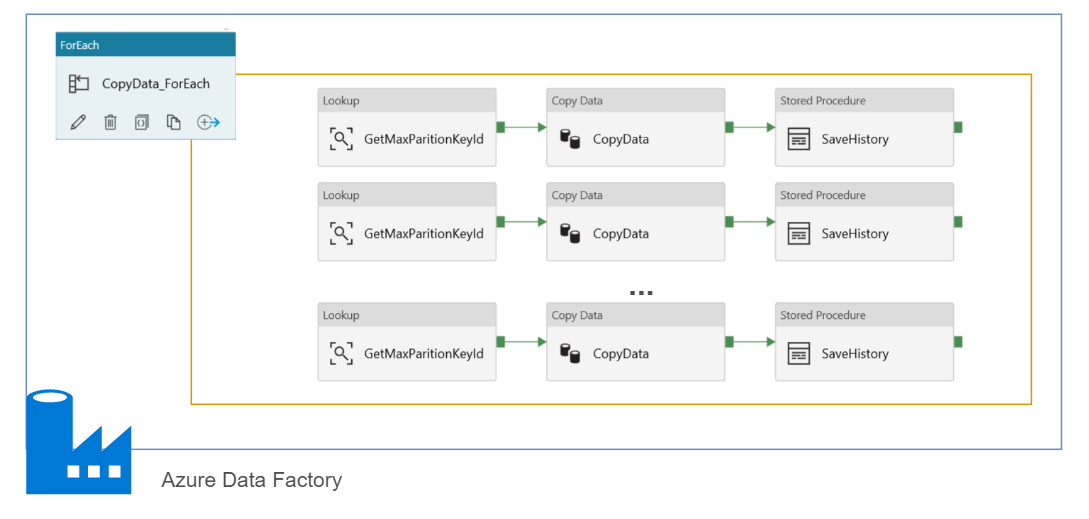 ForEach
CopyData_ForEach
Lookup
GetMaxParitionKeyId
Copy Data
CopyData
Stored Procedure
SaveHistory
Lookup
GetMaxParitionKeyId
Copy Data
CopyData
Stored Procedure
SaveHistory
...
Lookup
GetMaxParitionKeyId
Copy Data
CopyData
Stored Procedure
SaveHistory
Azure Data Factory